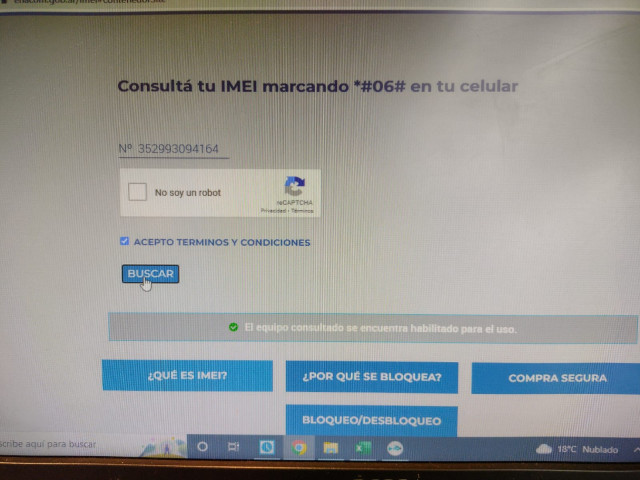 Consultá tu IMEI marcando *#06# en tu celular
Nº 352993094164
No soy un robot
reCAPTCHA
Privacidad - Términos
ACEPTO TERMINOS Y CONDICIONES
BUSCAR
El equipo consultado se encuentra habilitado para el uso.
¿QUÉ ES IMEI?
¿POR QUÉ SE BLOQUEA?
COMPRA SEGURA
BLOQUEO/DESBLOQUEO
scribe aquí para buscar
18°C Nublado